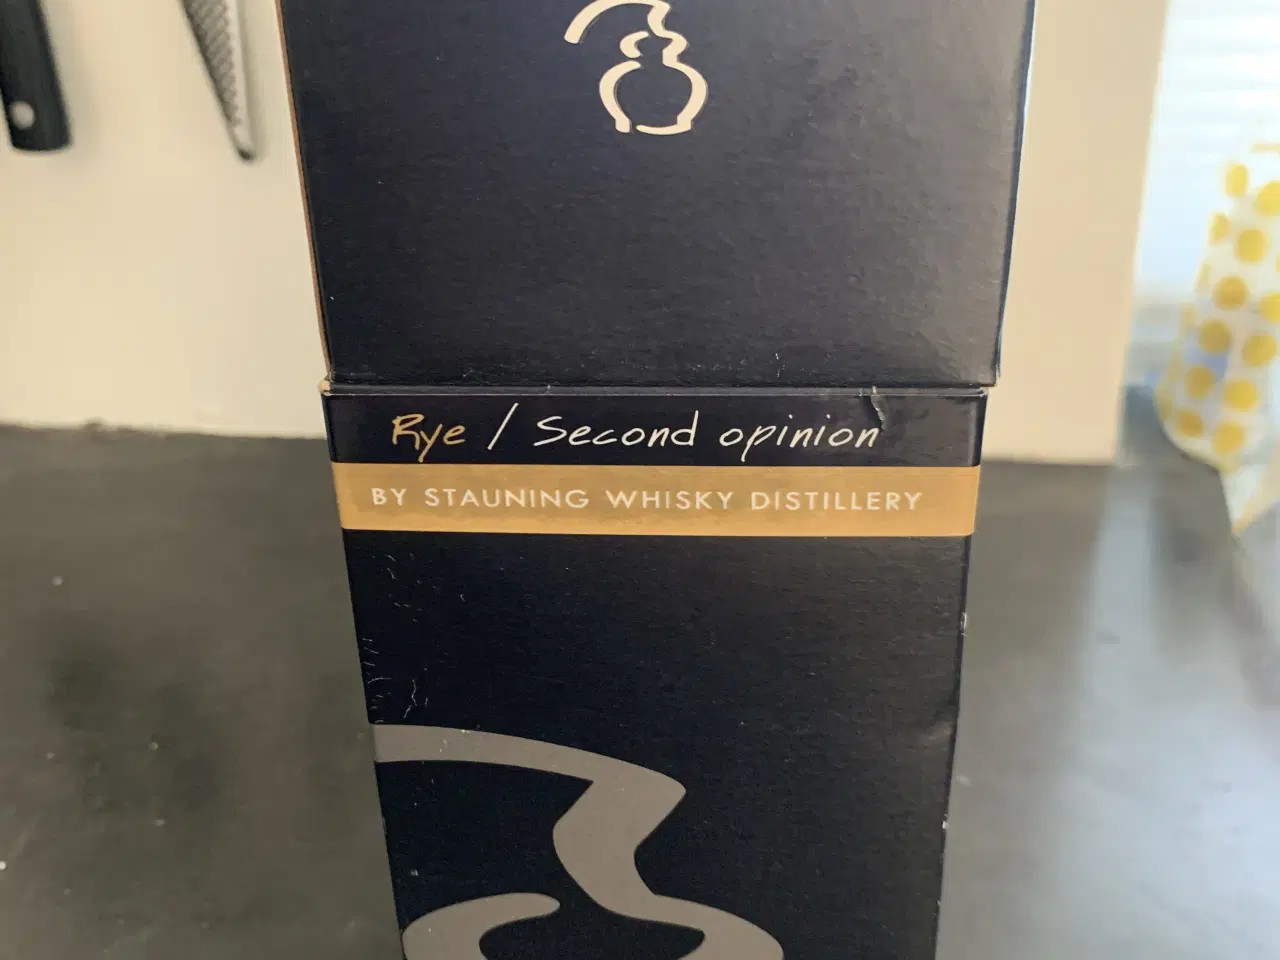 Rye / Second opinion
BY STAUNING WHISKY DISTILLERY